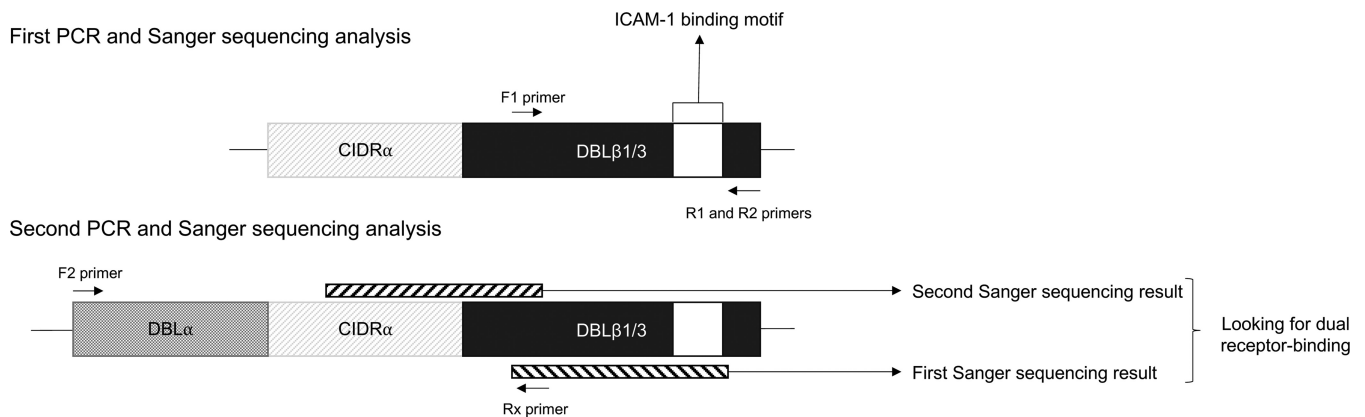 ICAM-1 binding motif
First PCR and Sanger sequencing analysis
F1 primer
CIDRα
DBLβ1/3
R1 and R2 primers
Second PCR and Sanger sequencing analysis
F2 primer
Second Sanger sequencing result
DBLα
CIDRα
DBLβ1/3
Looking for dual
receptor-binding
First Sanger sequencing result
Rx primer